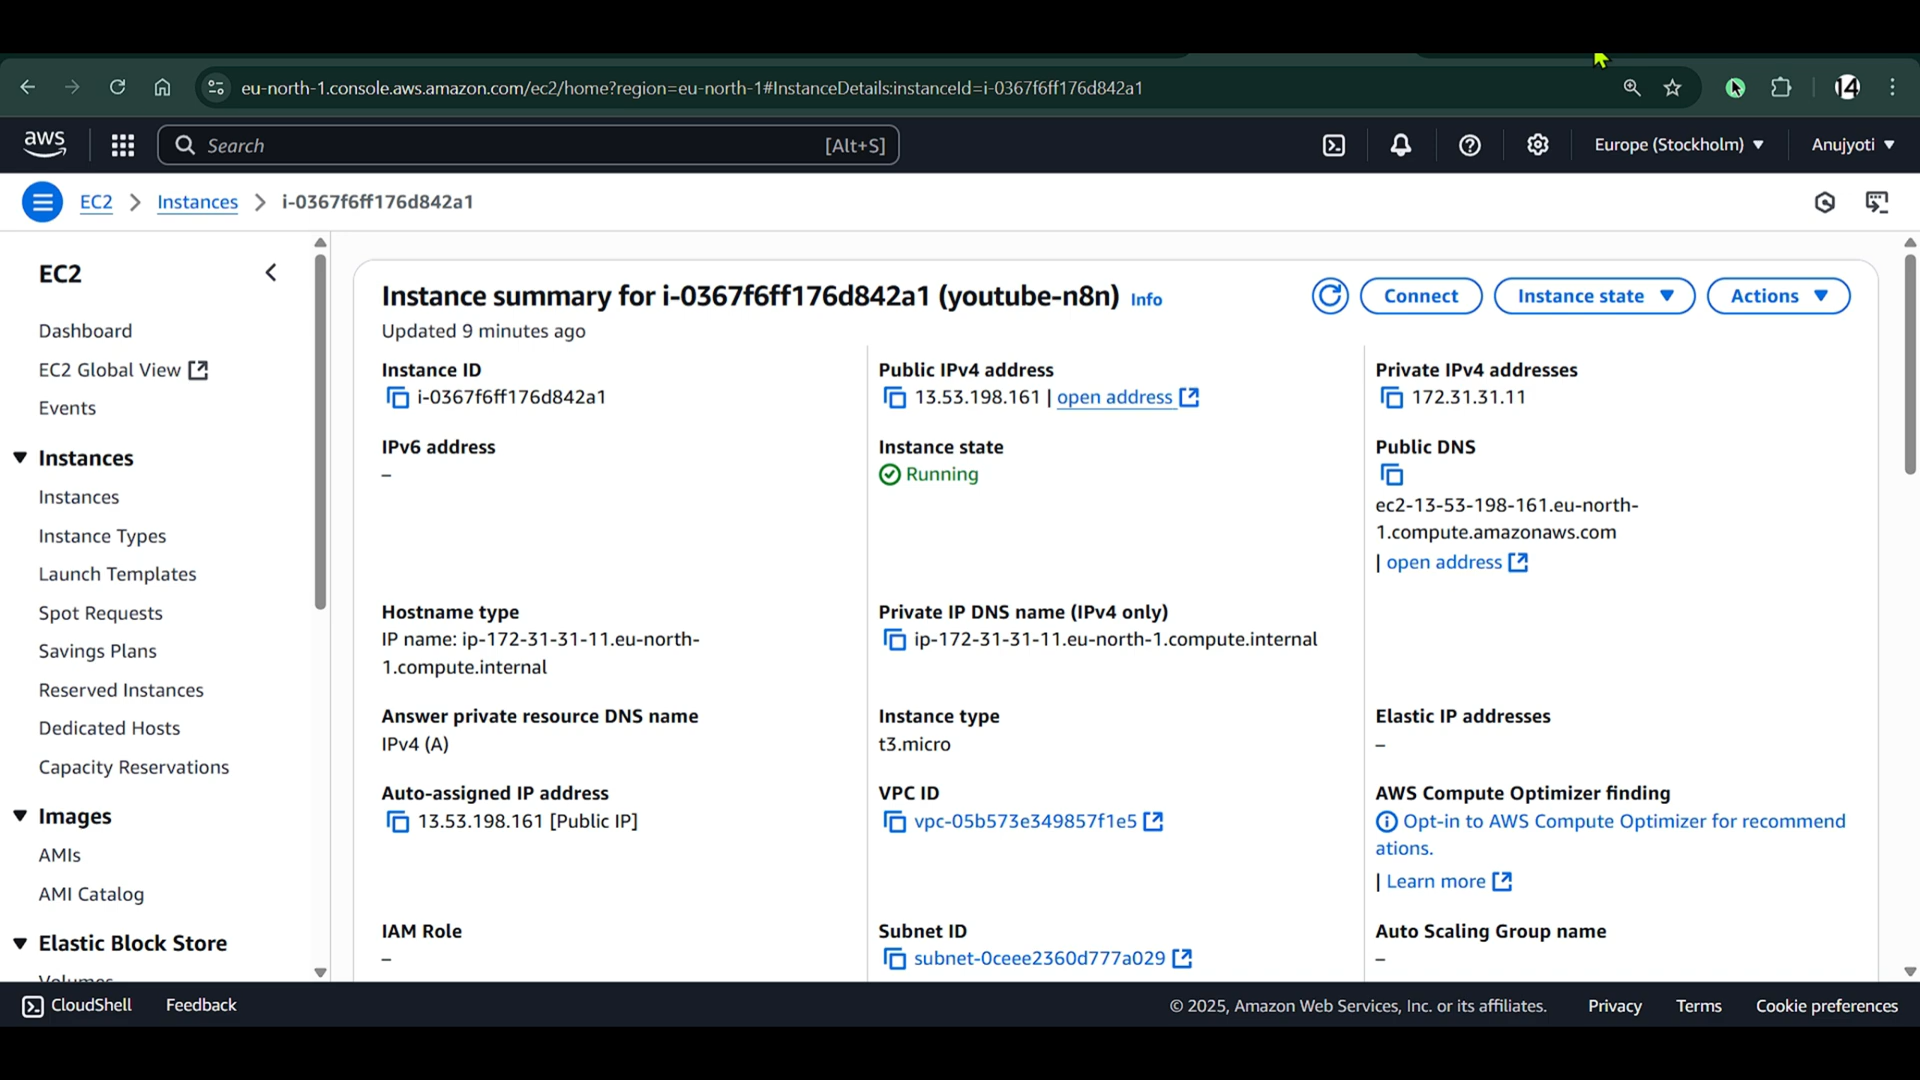 eu-north-1.console.aws.amazon.com/ec2/home?region=eu-north-1#InstanceDetails:instanceId=i-0367f6ff176d842a1
14
aws
Search
[Alt+S]
Europe (Stockholm)
Anujyoti
EC2
Instances
i-0367f6ff176d842a1
EC2
Dashboard
EC2 Global View
Events
Instances
Instances
Instance Types
Launch Templates
Spot Requests
Savings Plans
Reserved Instances
Dedicated Hosts
Capacity Reservations
Images
AMIs
AMI Catalog
Elastic Block Store
Volumes
Instance summary for i-0367f6ff176d842a1 (youtube-n8n) Info
Updated 9 minutes ago
Connect
Instance state
Actions
Instance ID
i-0367f6ff176d842a1
Public IPv4 address
13.53.198.161 | open address
Private IPv4 addresses
172.31.31.11
IPv6 address
–
Instance state
Running
Public DNS
ec2-13-53-198-161.eu-north-
1.compute.amazonaws.com
| open address
Hostname type
IP name: ip-172-31-31-11.eu-north-
1.compute.internal
Private IP DNS name (IPv4 only)
ip-172-31-31-11.eu-north-1.compute.internal
Answer private resource DNS name
IPv4 (A)
Instance type
t3.micro
Elastic IP addresses
–
Auto-assigned IP address
13.53.198.161 [Public IP]
VPC ID
vpc-05b573e349857f1e5
AWS Compute Optimizer finding
Opt-in to AWS Compute Optimizer for recommend
ations.
| Learn more
IAM Role
–
Subnet ID
subnet-0ceee2360d777a029
Auto Scaling Group name
–
CloudShell
Feedback
© 2025, Amazon Web Services, Inc. or its affiliates.
Privacy
Terms
Cookie preferences